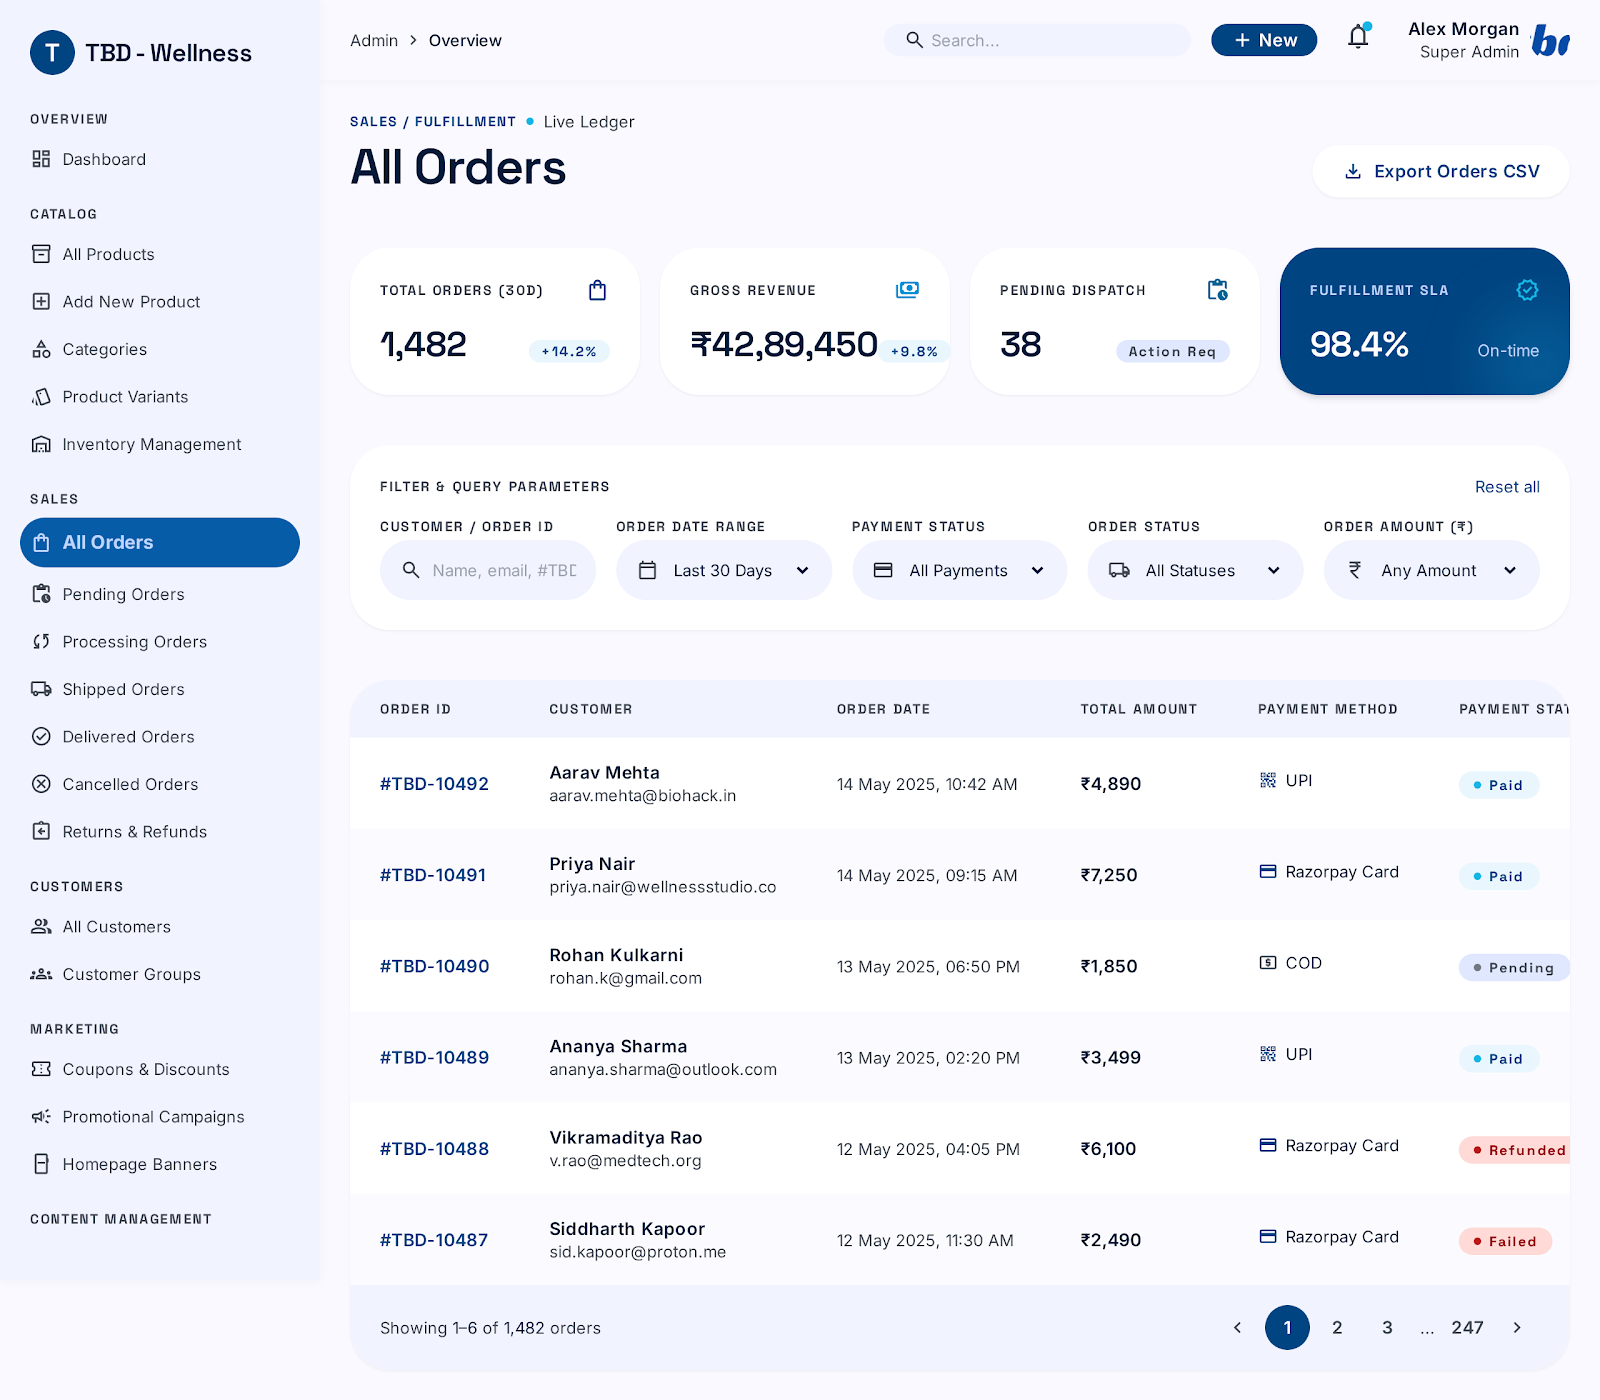 T TBD - Wellness
OVERVIEW
Dashboard
CATALOG
All Products
Add New Product
Categories
Product Variants
Inventory Management
SALES
All Orders
Pending Orders
Processing Orders
Shipped Orders
Delivered Orders
Cancelled Orders
Returns & Refunds
CUSTOMERS
All Customers
Customer Groups
MARKETING
Coupons & Discounts
Promotional Campaigns
Homepage Banners
CONTENT MANAGEMENT
Admin > Overview
Search...
+ New
Alex Morgan
Super Admin
SALES / FULFILLMENT • Live Ledger
All Orders
Export Orders CSV
TOTAL ORDERS (30D)
1,482 +14.2%
GROSS REVENUE
₹42,89,450 +9.8%
PENDING DISPATCH
38 Action Req
FULFILLMENT SLA
98.4% On-time
FILTER & QUERY PARAMETERS Reset all
CUSTOMER / ORDER ID ORDER DATE RANGE PAYMENT STATUS ORDER STATUS ORDER AMOUNT (₹)
Name, email, #TBD Last 30 Days All Payments All Statuses ₹ Any Amount
ORDER ID CUSTOMER ORDER DATE TOTAL AMOUNT PAYMENT METHOD PAYMENT STAT
#TBD-10492 Aarav Mehta 14 May 2025, 10:42 AM ₹4,890 UPI Paid
aarav.mehta@biohack.in
#TBD-10491 Priya Nair 14 May 2025, 09:15 AM ₹7,250 Razorpay Card Paid
priya.nair@wellnessstudio.co
#TBD-10490 Rohan Kulkarni 13 May 2025, 06:50 PM ₹1,850 COD Pending
rohan.k@gmail.com
#TBD-10489 Ananya Sharma 13 May 2025, 02:20 PM ₹3,499 UPI Paid
ananya.sharma@outlook.com
#TBD-10488 Vikramaditya Rao 12 May 2025, 04:05 PM ₹6,100 Razorpay Card Refunded
v.rao@medtech.org
#TBD-10487 Siddharth Kapoor 12 May 2025, 11:30 AM ₹2,490 Razorpay Card Failed
sid.kapoor@proton.me
Showing 1–6 of 1,482 orders
1 2 3 ... 247